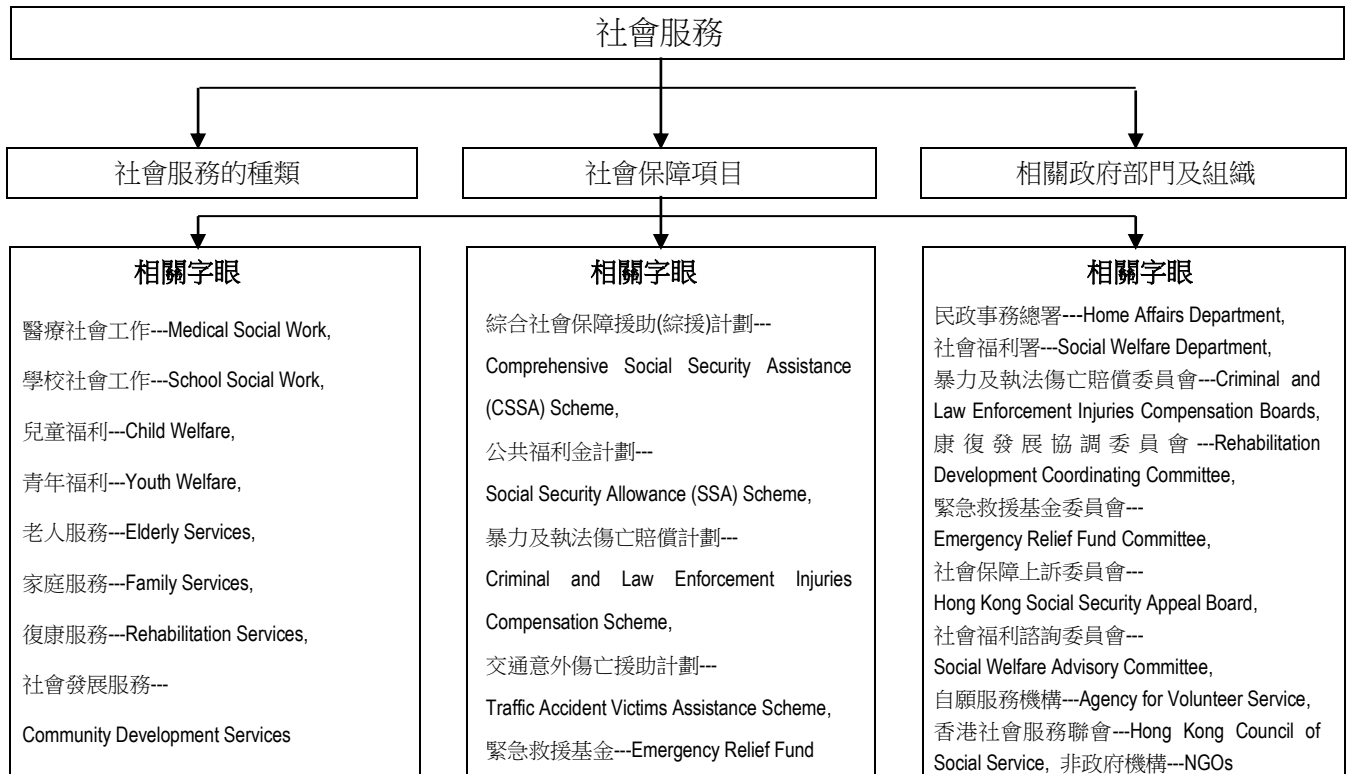 社會服務
社會服務的種類
社會保障項目
相關政府部門及組織
相關字眼
醫療社會工作---Medical Social Work,
學校社會工作---School Social Work,
兒童福利---Child Welfare,
青年福利---Youth Welfare,
老人服務---Elderly Services,
家庭服務---Family Services,
復康服務---Rehabilitation Services,
社會發展服務---
Community Development Services
相關字眼
綜合社會保障援助(綜援)計劃---
Comprehensive Social Security Assistance
(CSSA) Scheme,
公共福利金計劃---
Social Security Allowance (SSA) Scheme,
暴力及執法傷亡賠償計劃---
Criminal and Law Enforcement Injuries
Compensation Scheme,
交通意外傷亡援助計劃---
Traffic Accident Victims Assistance Scheme,
緊急救援基金---Emergency Relief Fund
相關字眼
民政事務總署---Home Affairs Department,
社會福利署---Social Welfare Department,
暴力及執法傷亡賠償委員會---Criminal and
Law Enforcement Injuries Compensation Boards,
康復發展協調委員會---Rehabilitation
Development Coordinating Committee,
緊急救援基金委員會---
Emergency Relief Fund Committee,
社會保障上訴委員會---
Hong Kong Social Security Appeal Board,
社會福利諮詢委員會---
Social Welfare Advisory Committee,
自願服務機構---Agency for Volunteer Service,
香港社會服務聯會---Hong Kong Council of
Social Service, 非政府機構---NGOs